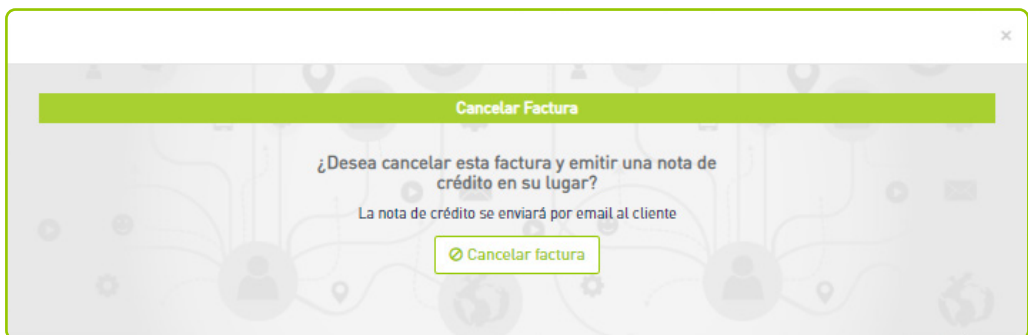 ×
Cancelar Factura
¿Desea cancelar esta factura y emitir una nota de
crédito en su lugar?
La nota de crédito se enviará por email al cliente
Cancelar factura